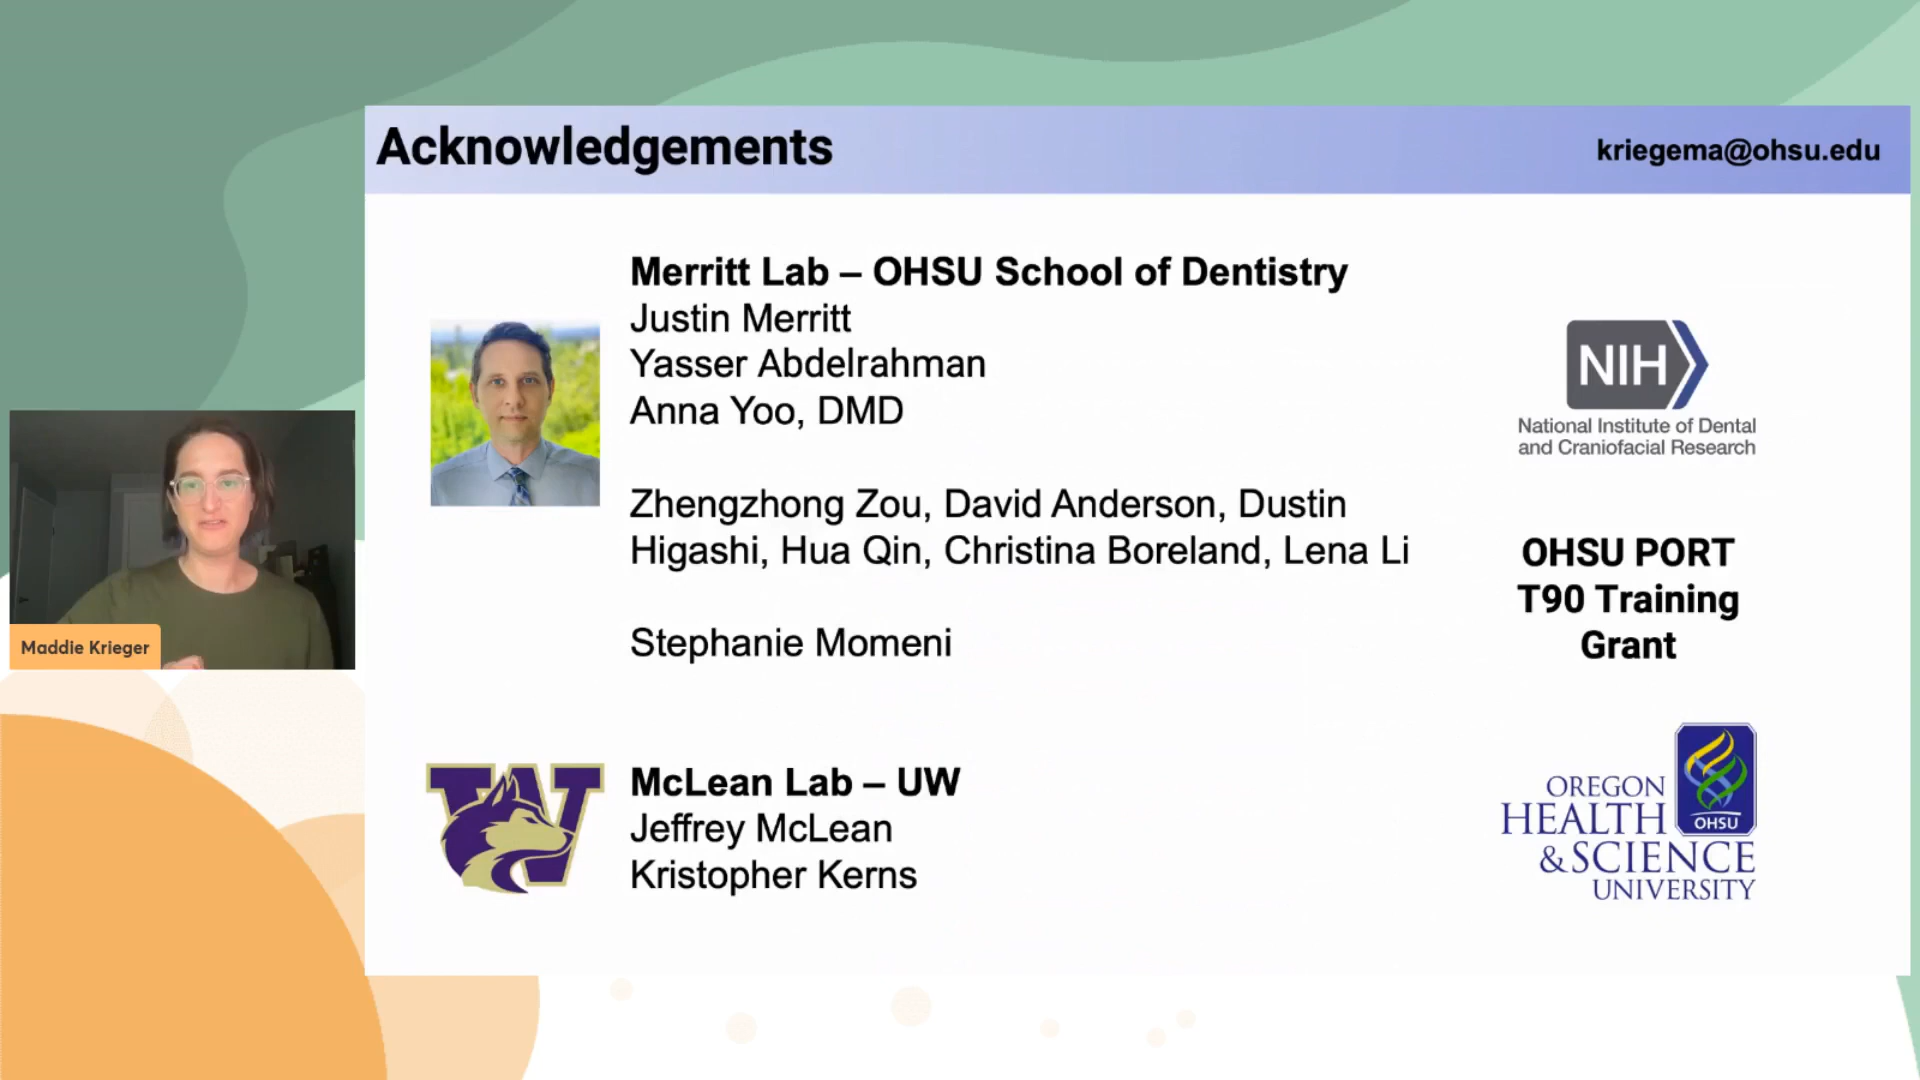 Acknowledgements
kriegema@ohsu.edu
Merritt Lab – OHSU School of Dentistry
Justin Merritt
Yasser Abdelrahman
Anna Yoo, DMD
Zhengzhong Zou, David Anderson, Dustin
Higashi, Hua Qin, Christina Boreland, Lena Li
Stephanie Momeni
McLean Lab – UW
Jeffrey McLean
Kristopher Kerns
NIH
National Institute of Dental
and Craniofacial Research
OHSU PORT
T90 Training
Grant
OREGON
HEALTH
&SCIENCE
UNIVERSITY
OHSU
W
Maddie Krieger